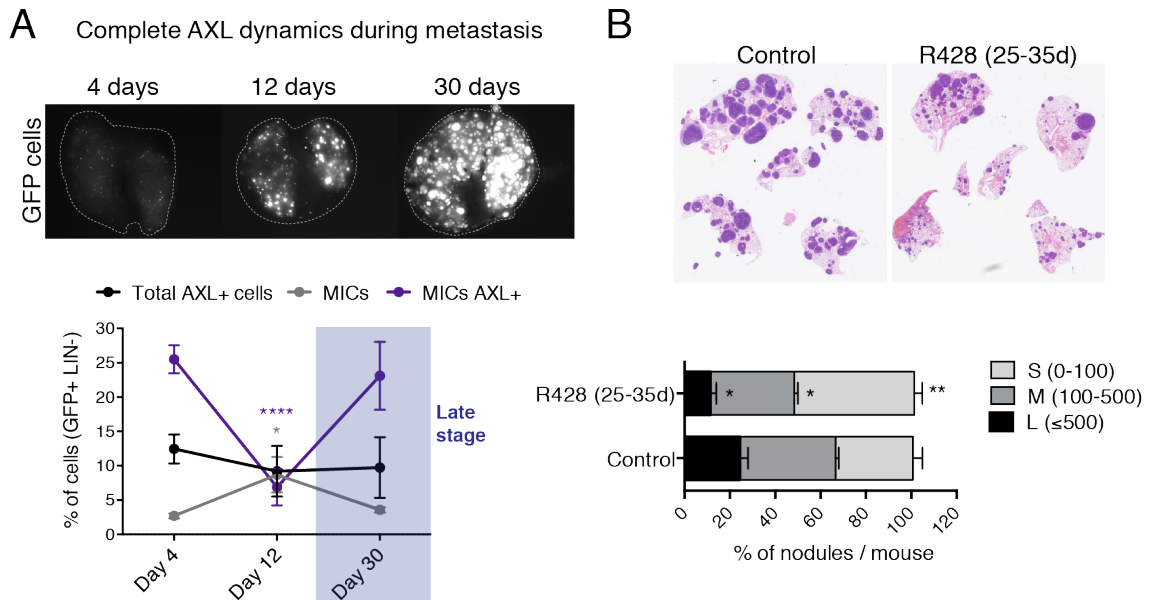 A
Complete AXL dynamics during metastasis
4 days
12 days
30 days
GFP cells
Total AXL+ cells
MICs
MICs AXL+
% of cells (GFP+ LIN-)
30
25
20
15
10
5
0
****
*
Late
stage
Day 4
Day 12
Day 30
B
Control
R428 (25-35d)
R428 (25-35d)
*
*
**
Control
S (0-100)
M (100-500)
L (≤500)
0
20
40
60
80
100
120
% of nodules / mouse